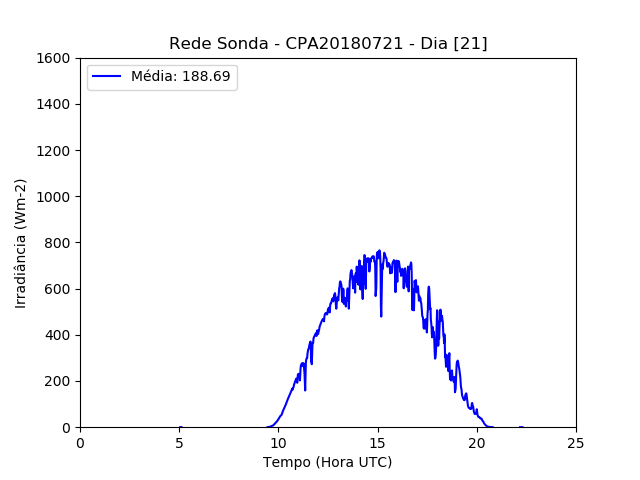 Rede Sonda - CPA20180721 - Dia [21]
Média: 188.69
Irradiância (Wm-2)
1600
1400
1200
1000
800
600
400
200
0
0 5 10 15 20 25
Tempo (Hora UTC)